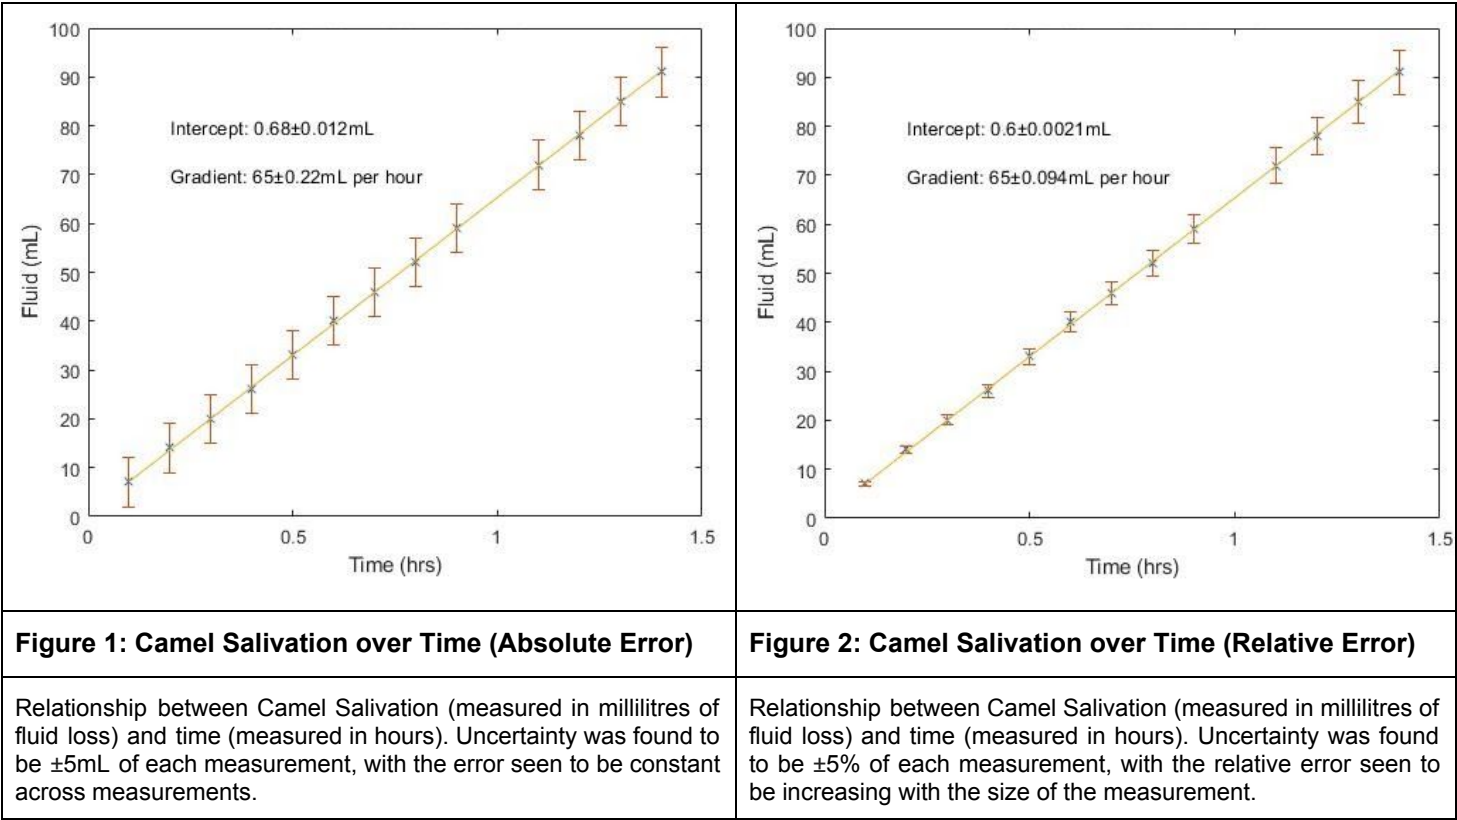 100
90
80
70
60
50
40
30
20
10
0
Fluid (mL)
Intercept: 0.68±0.012mL
Gradient: 65±0.22mL per hour
0
0.5
1
1.5
Time (hrs)
100
90
80
70
60
50
40
30
20
10
0
Fluid (mL)
Intercept: 0.6±0.0021mL
Gradient: 65±0.094mL per hour
0
0.5
1
1.5
Time (hrs)
Figure 1: Camel Salivation over Time (Absolute Error)
Figure 2: Camel Salivation over Time (Relative Error)
Relationship between Camel Salivation (measured in millilitres of
fluid loss) and time (measured in hours). Uncertainty was found to
be ±5mL of each measurement, with the error seen to be constant
across measurements.
Relationship between Camel Salivation (measured in millilitres of
fluid loss) and time (measured in hours). Uncertainty was found
to be ±5% of each measurement, with the relative error seen to
be increasing with the size of the measurement.